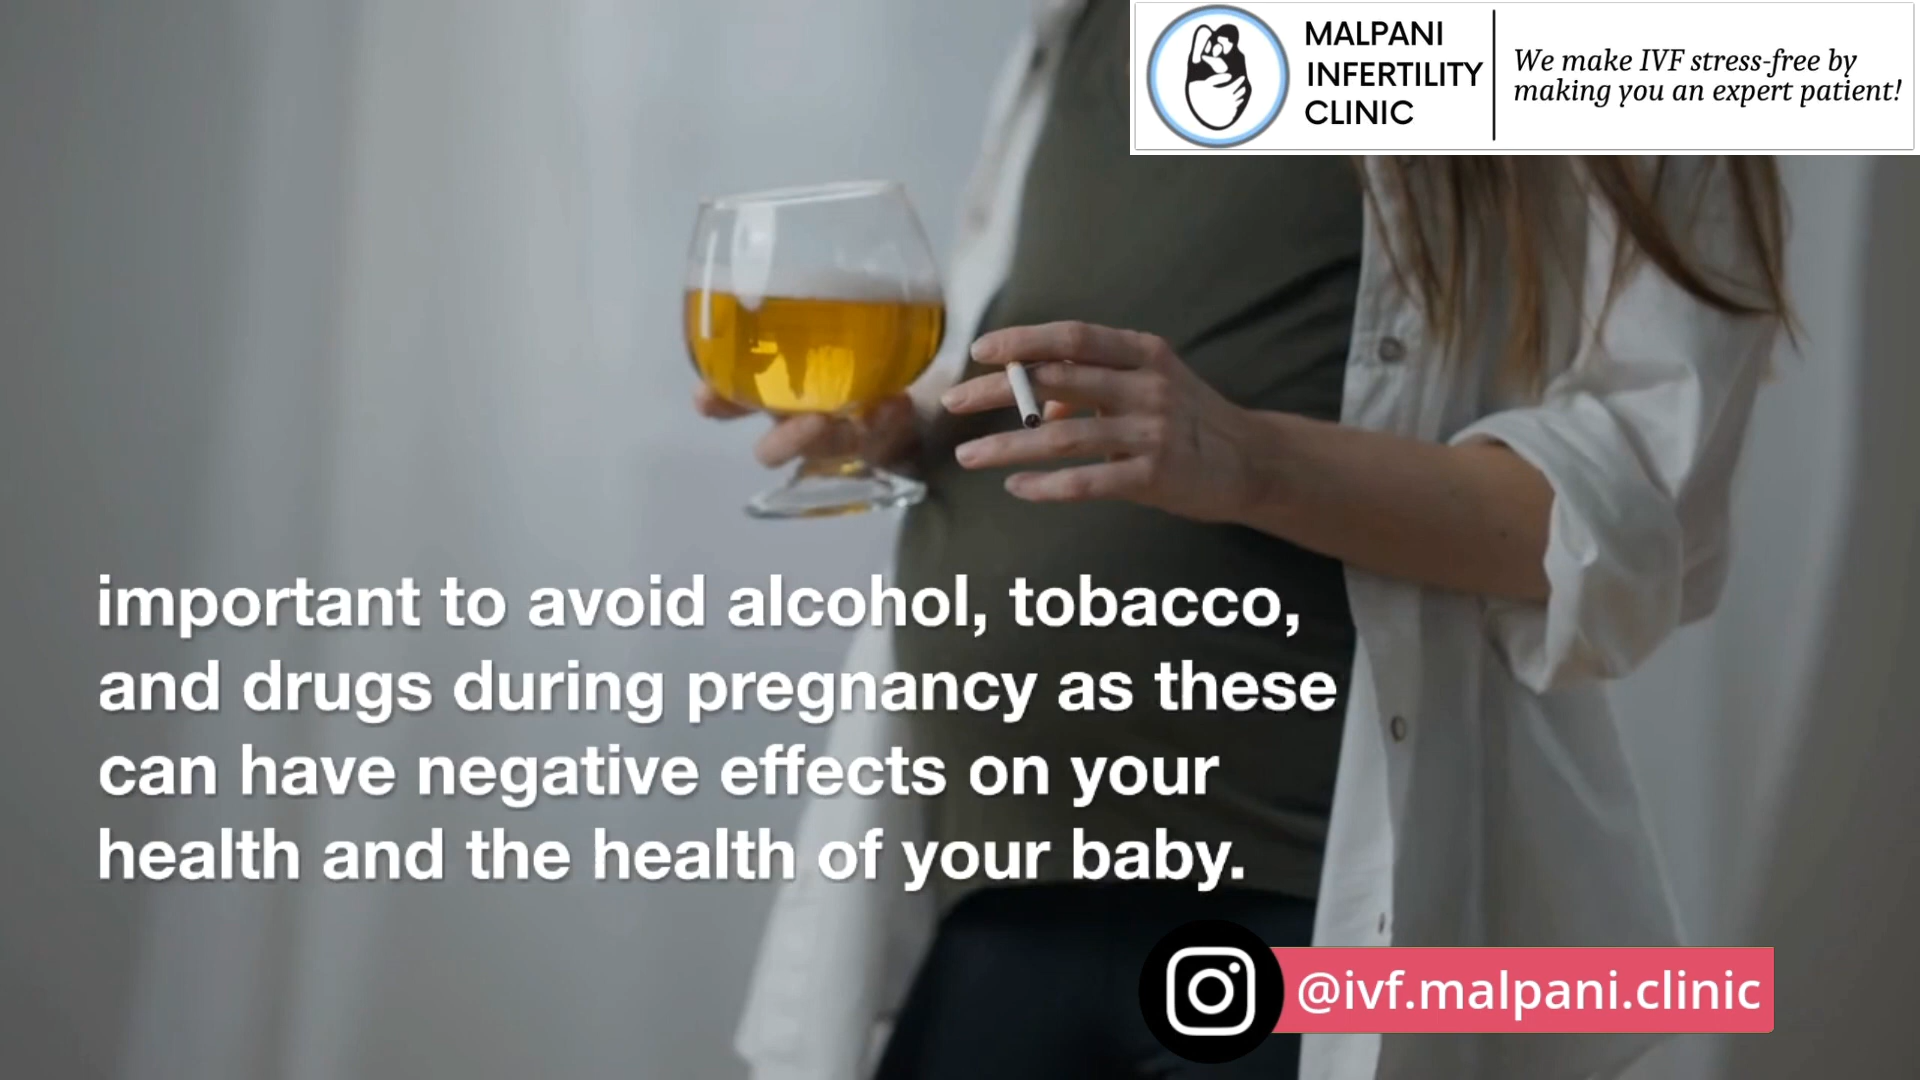 MALPANI
INFERTILITY
CLINIC
We make IVF stress-free by
making you an expert patient!
important to avoid alcohol, tobacco,
and drugs during pregnancy as these
can have negative effects on your
health and the health of your baby.
@ivf.malpani.clinic